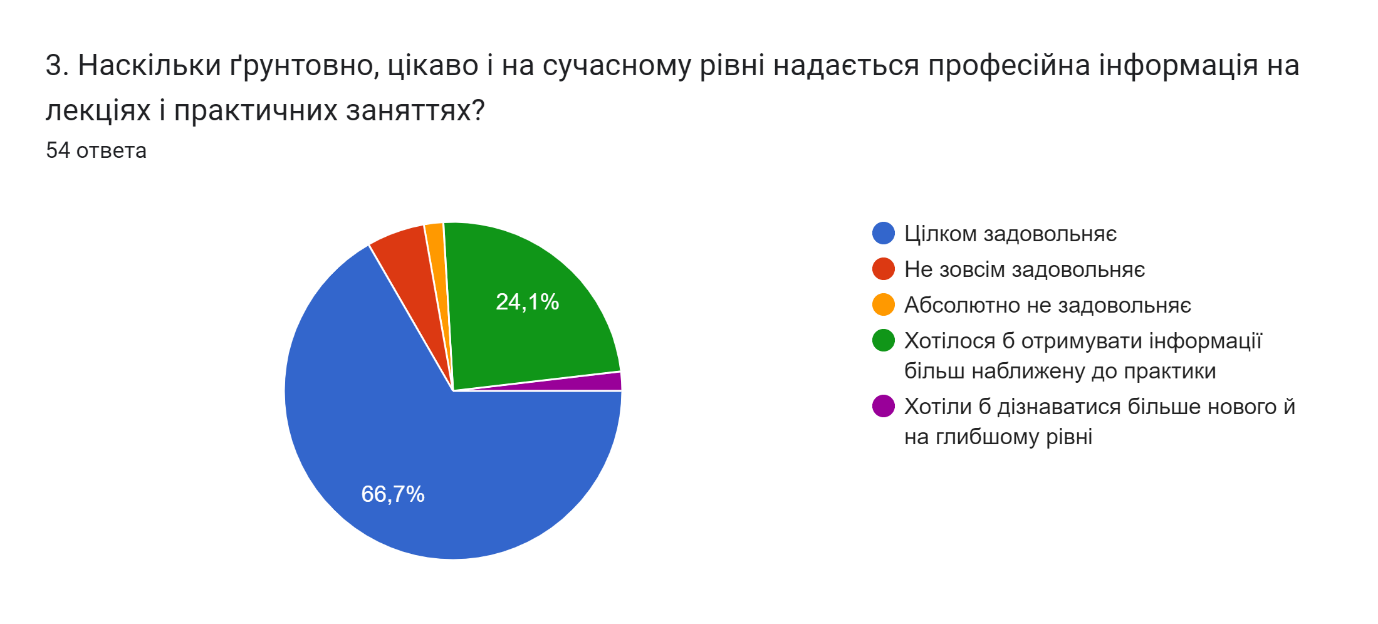 3. Наскільки ґрунтовно, цікаво і на сучасному рівні надається професійна інформація на
лекціях і практичних заняттях?
54 ответа
24,1%
66,7%
Цілком задовольняє
Не зовсім задовольняє
Абсолютно не задовольняє
Хотілося б отримувати інформації
більш наближену до практики
Хотіли б дізнаватися більше нового й
на глибшому рівні